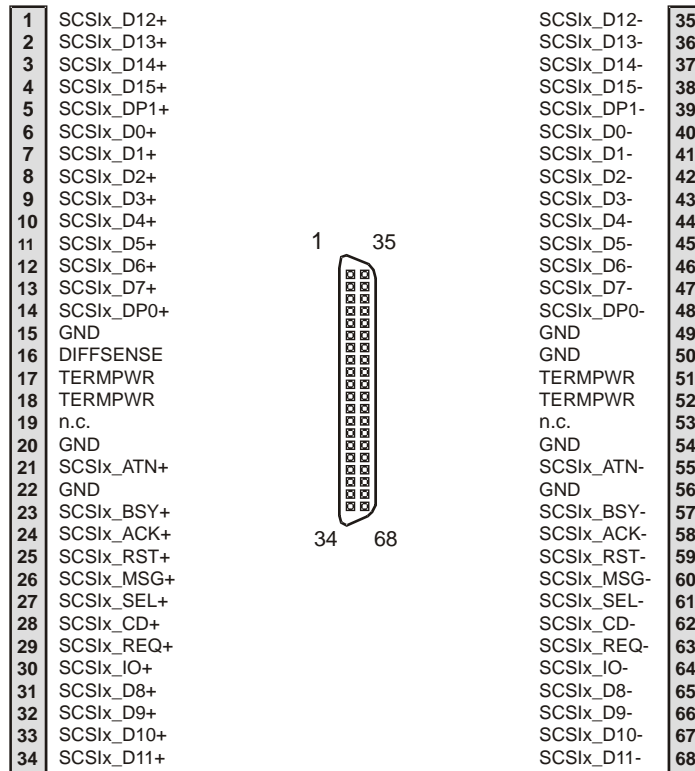 1 SCSIx_D12+ SCSIx_D12- 35
2 SCSIx_D13+ SCSIx_D13- 36
3 SCSIx_D14+ SCSIx_D14- 37
4 SCSIx_D15+ SCSIx_D15- 38
5 SCSIx_DP1+ SCSIx_DP1- 39
6 SCSIx_D0+ SCSIx_D0- 40
7 SCSIx_D1+ SCSIx_D1- 41
8 SCSIx_D2+ SCSIx_D2- 42
9 SCSIx_D3+ SCSIx_D3- 43
10 SCSIx_D4+ SCSIx_D4- 44
11 SCSIx_D5+ 1 35 SCSIx_D5- 45
12 SCSIx_D6+ SCSIx_D6- 46
13 SCSIx_D7+ SCSIx_D7- 47
14 SCSIx_DP0+ SCSIx_DP0- 48
15 GND GND 49
16 DIFFSENSE GND 50
17 TERMPWR TERMPWR 51
18 TERMPWR TERMPWR 52
19 n.c. n.c. 53
20 GND GND 54
21 SCSIx_ATN+ SCSIx_ATN- 55
22 GND GND 56
23 SCSIx_BSY+ SCSIx_BSY- 57
24 SCSIx_ACK+ 34 68 SCSIx_ACK- 58
25 SCSIx_RST+ SCSIx_RST- 59
26 SCSIx_MSG+ SCSIx_MSG- 60
27 SCSIx_SEL+ SCSIx_SEL- 61
28 SCSIx_CD+ SCSIx_CD- 62
29 SCSIx_REQ+ SCSIx_REQ- 63
30 SCSIx_IO+ SCSIx_IO- 64
31 SCSIx_D8+ SCSIx_D8- 65
32 SCSIx_D9+ SCSIx_D9- 66
33 SCSIx_D10+ SCSIx_D10- 67
34 SCSIx_D11+ SCSIx_D11- 68